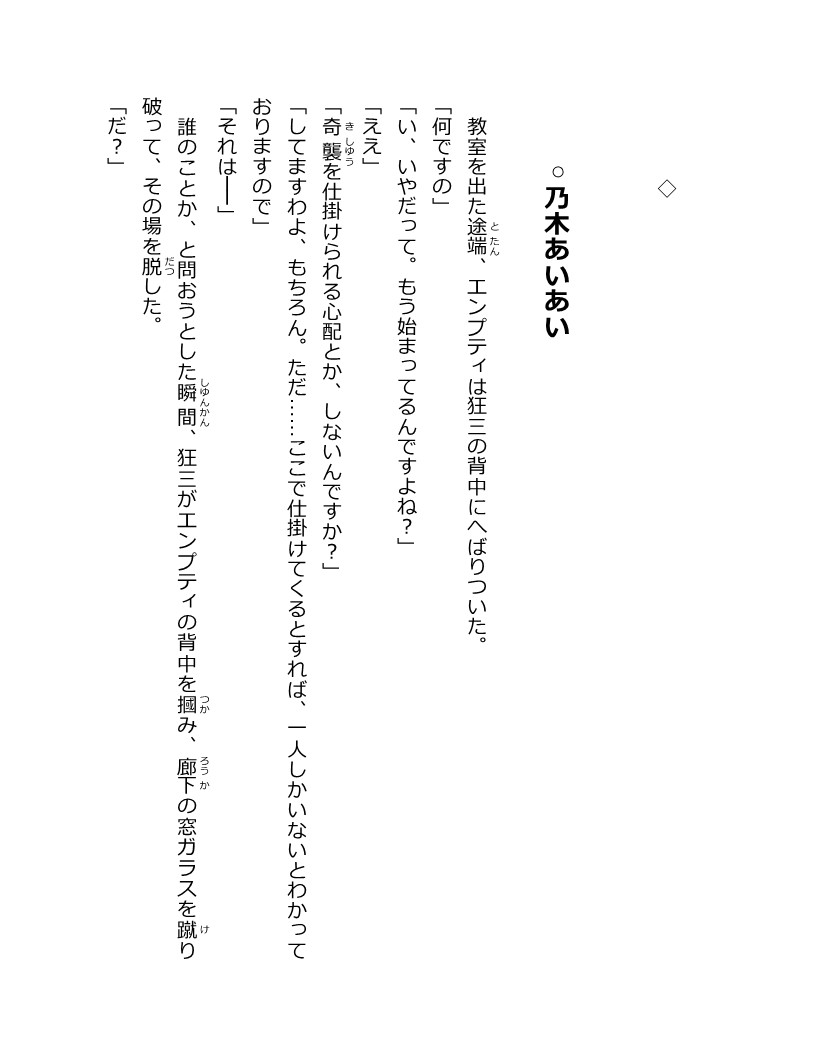 ◇
○乃木あいあい
教室を出た途端、エンプティは狂三の背中にへばりついた。
「何ですの」
「い、いやだって。もう始まってるんですよね？」
「ええ」
「奇襲を仕掛けられる心配とか、しないんですか？」
「してますわよ、もちろん。ただ……ここで仕掛けてくるとすれば、一人しかいないとわかって
おりますので」
「それは――」
誰のことか、と問おうとした瞬間、狂三がエンプティの背中を摑み、廊下の窓ガラスを蹴り
破って、その場を脱した。
「だ？」